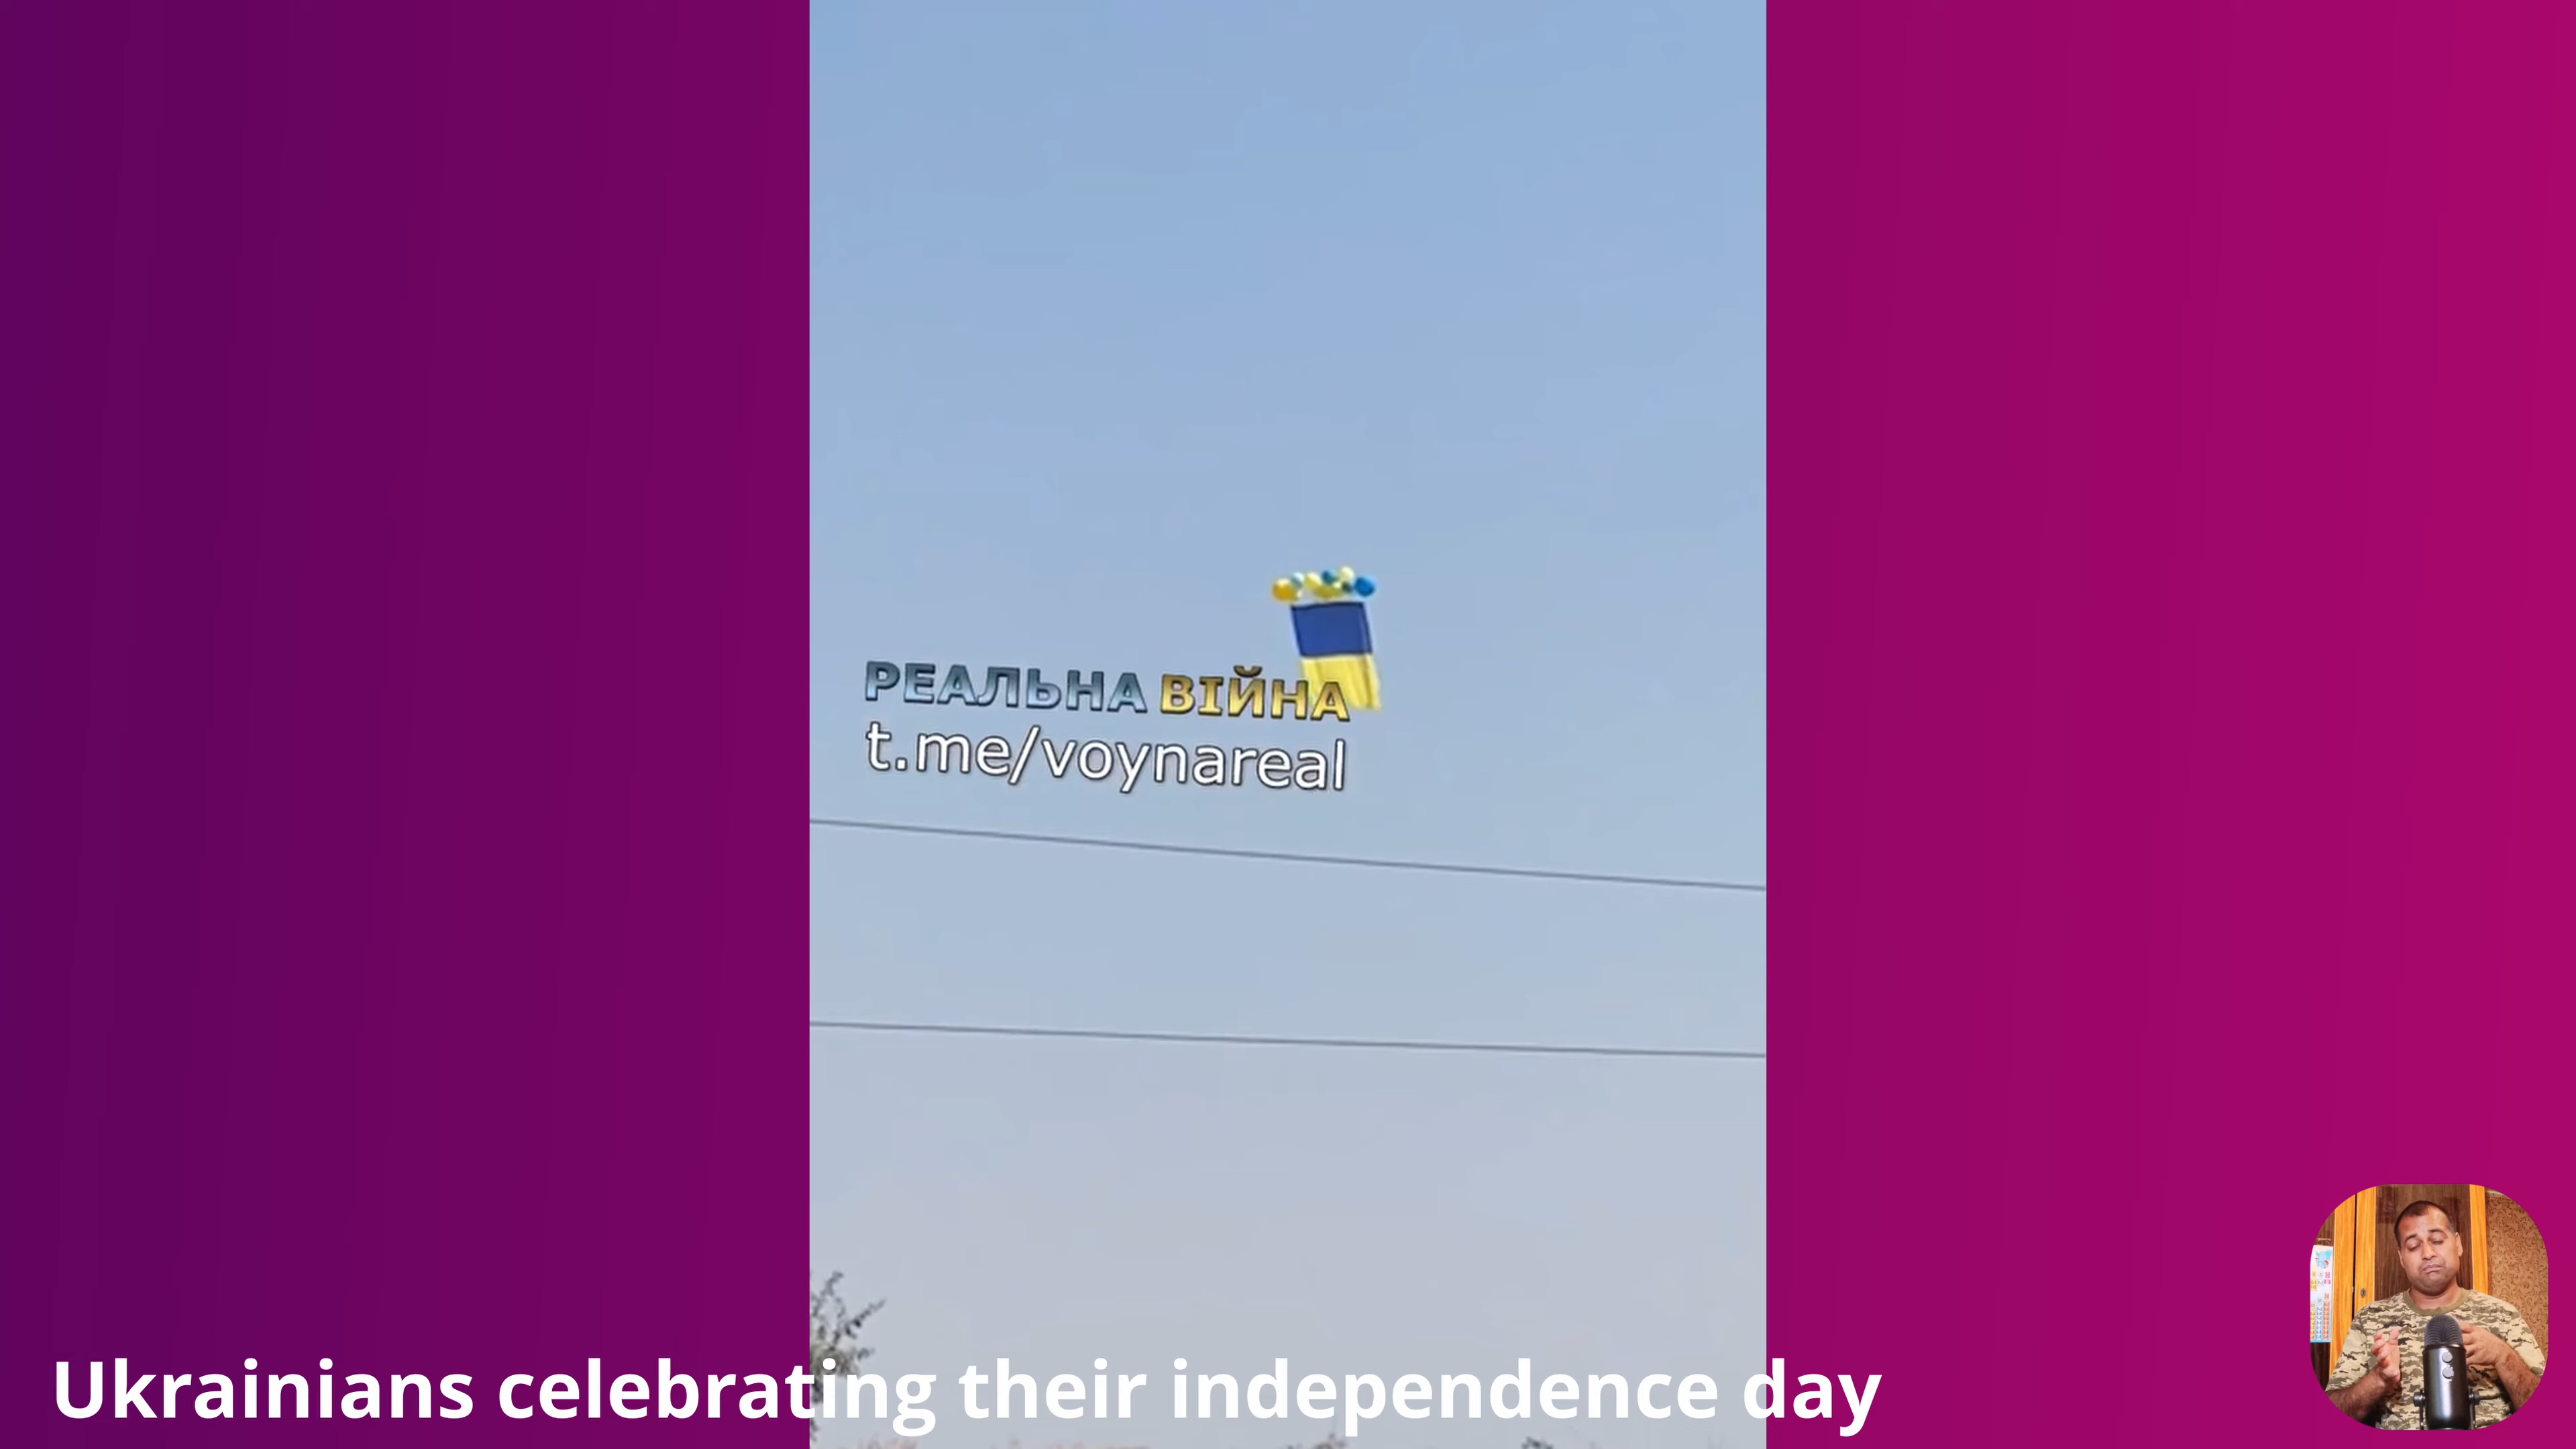 РЕАЛЬНА ВІЙНА
t.me/voynareal
Ukrainians celebrating their independence day